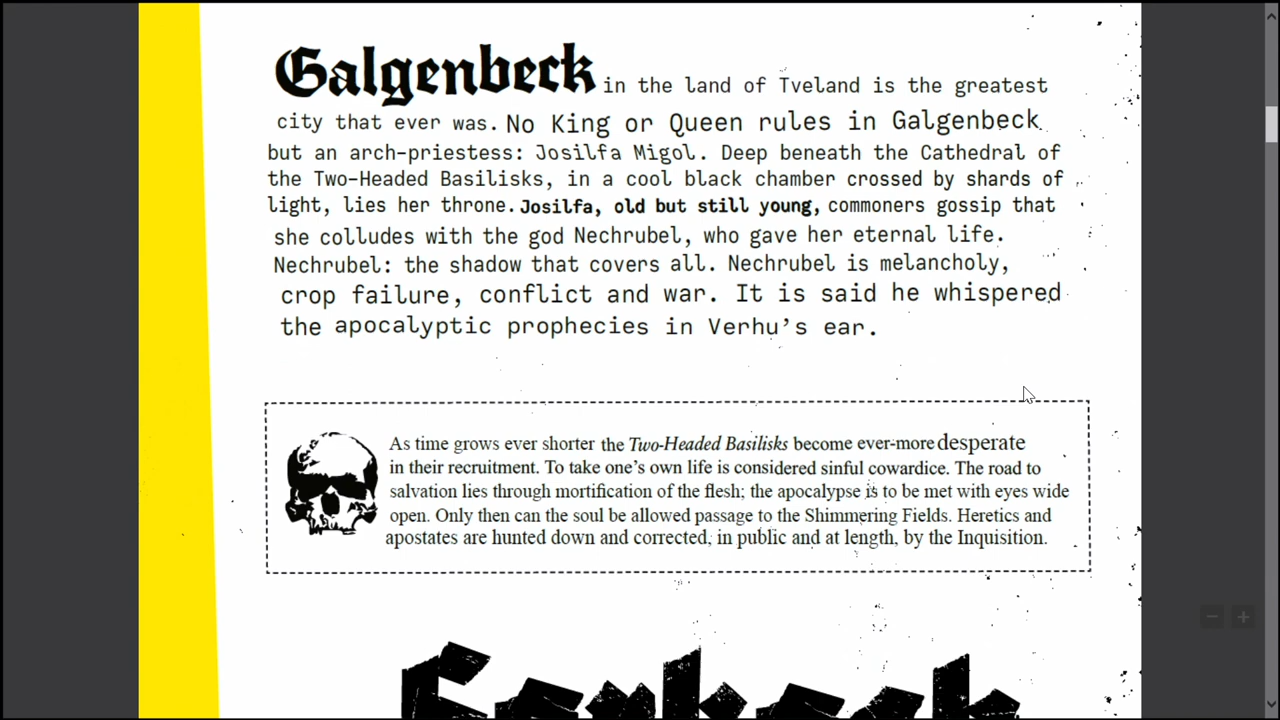 Galgenbeck in the land of Tveland is the greatest
city that ever was. No King or Queen rules in Galgenbeck
but an arch-priestess: Josilfa Migol. Deep beneath the Cathedral of
the Two-Headed Basilisks, in a cool black chamber crossed by shards of
light, lies her throne. Josilfa, old but still young, commoners gossip that
she colludes with the god Nechrubel, who gave her eternal life.
Nechrubel: the shadow that covers all. Nechrubel is melancholy,
crop failure, conflict and war. It is said he whispered
the apocalyptic prophecies in Verhu’s ear.
As time grows ever shorter the Two-Headed Basilisks become ever-more desperate
in their recruitment. To take one’s own life is considered sinful cowardice. The road to
salvation lies through mortification of the flesh; the apocalypse is to be met with eyes wide
open. Only then can the soul be allowed passage to the Shimmering Fields. Heretics and
apostates are hunted down and corrected, in public and at length, by the Inquisition.